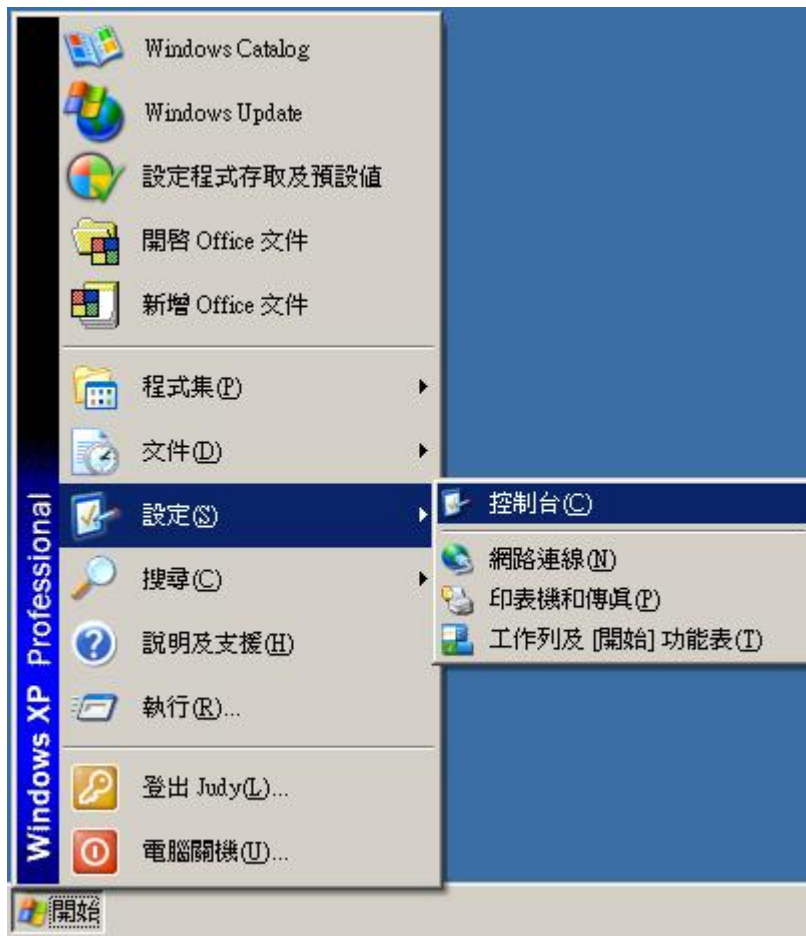 Windows Catalog
Windows Update
設定程式存取及預設值
開啓 Office 文件
新增 Office 文件
程式集(P)
文件(D)
設定(S)
搜尋(C)
說明及支援(H)
執行(R)...
登出 Judy(L)...
電腦關機(U)...
控制台(C)
網路連線(N)
印表機和傳真(P)
工作列及 [開始] 功能表(T)
Windows XP Professional
開始